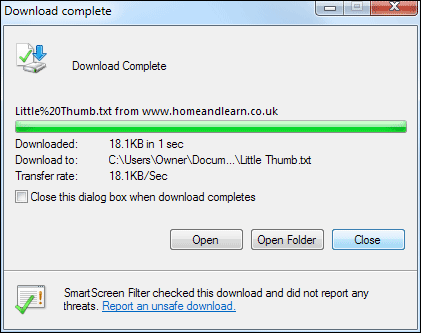 Download complete
Download Complete
Little%20Thumb.txt from www.homeandlearn.co.uk
Downloaded: 18.1KB in 1 sec
Download to: C:\Users\Owner\Docum...\Little Thumb.txt
Transfer rate: 18.1KB/Sec
Close this dialog box when download completes
Open Open Folder Close
SmartScreen Filter checked this download and did not report any
threats. Report an unsafe download.